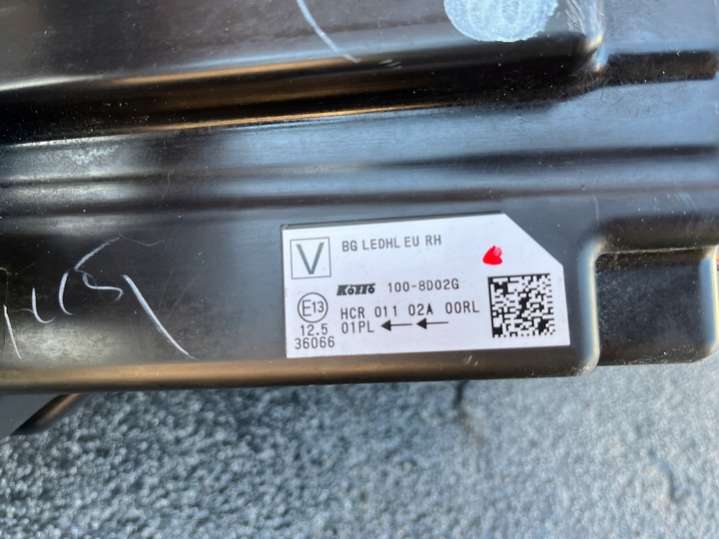 V
BG LEDHL EU RH
KOITO 100-8D02G
E13
HCR 011 02A 00RL
12.5 01PL
36066